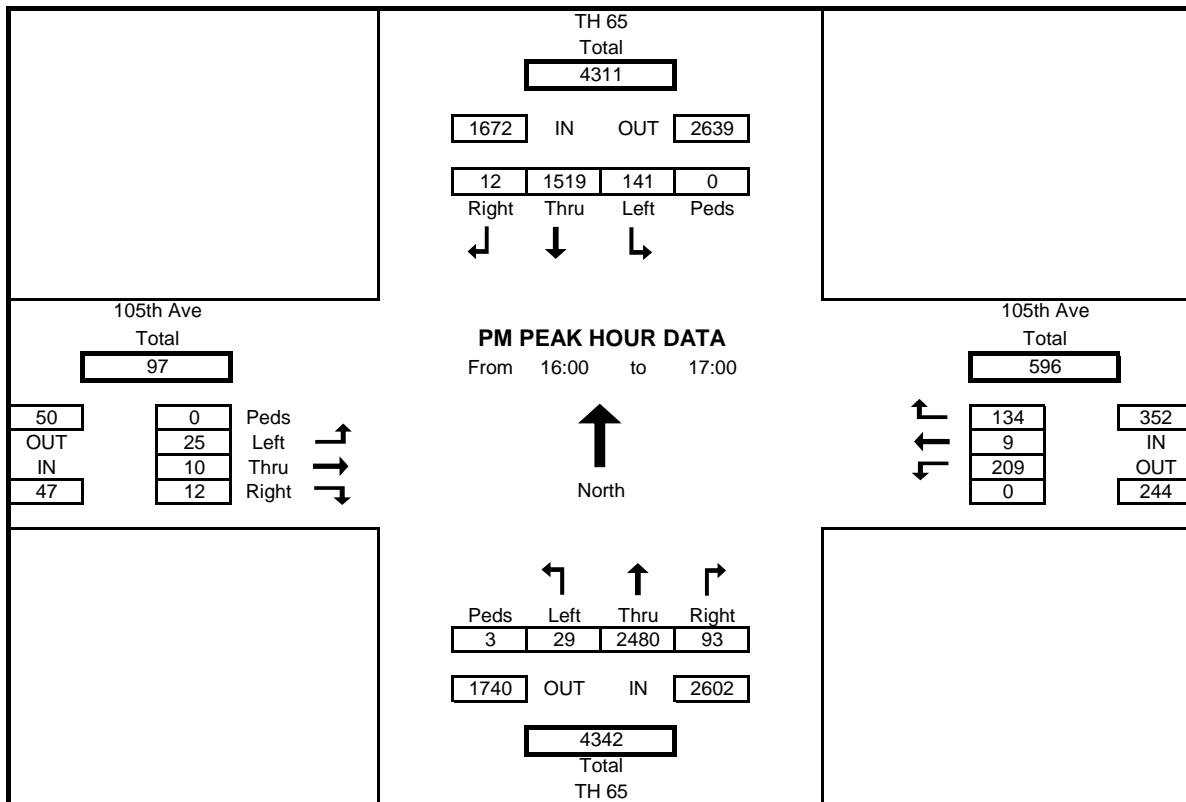 TH 65
Total
4311
1672 IN OUT 2639
12 1519 141 0
Right Thru Left Peds
105th Ave
Total
97
50 0 Peds
OUT 25 Left
IN 10 Thru
47 12 Right
PM PEAK HOUR DATA
From 16:00 to 17:00
North
105th Ave
Total
596
134 352
9 IN
209 OUT
0 244
Peds Left Thru Right
3 29 2480 93
1740 OUT IN 2602
4342
Total
TH 65